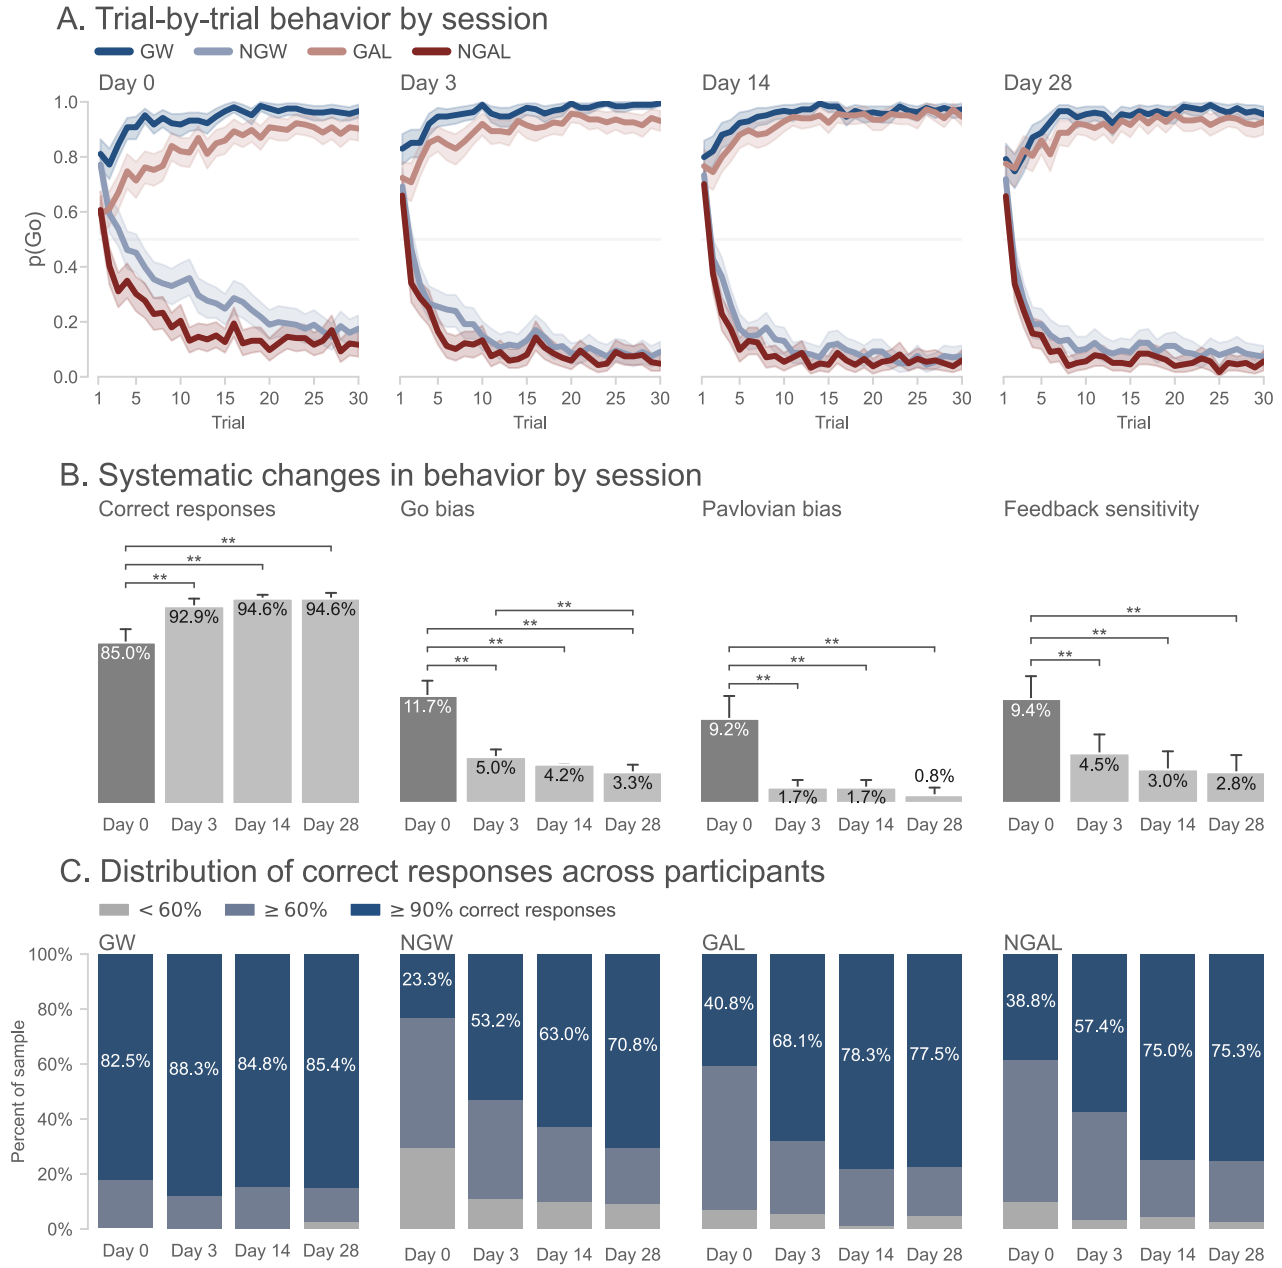 A. Trial-by-trial behavior by session
GW NGW GAL NGAL
Day 0 Day 3 Day 14 Day 28
1.0
0.8
0.6
0.4
0.2
0.0
p(Go)
1 5 10 15 20 25 30 1 5 10 15 20 25 30 1 5 10 15 20 25 30 1 5 10 15 20 25 30
Trial Trial Trial Trial
B. Systematic changes in behavior by session
Correct responses Go bias Pavlovian bias Feedback sensitivity
** ** **
85.0% 92.9% 94.6% 94.6%
** ** ** **
11.7% 5.0% 4.2% 3.3%
** ** **
9.2% 1.7% 1.7% 0.8%
** ** **
9.4% 4.5% 3.0% 2.8%
Day 0 Day 3 Day 14 Day 28 Day 0 Day 3 Day 14 Day 28 Day 0 Day 3 Day 14 Day 28 Day 0 Day 3 Day 14 Day 28
C. Distribution of correct responses across participants
< 60% ≥ 60% ≥ 90% correct responses
GW NGW GAL NGAL
100%
80%
60%
40%
20%
0%
Percent of sample
82.5% 88.3% 84.8% 85.4%
23.3% 53.2% 63.0% 70.8%
40.8% 68.1% 78.3% 77.5%
38.8% 57.4% 75.0% 75.3%
Day 0 Day 3 Day 14 Day 28 Day 0 Day 3 Day 14 Day 28 Day 0 Day 3 Day 14 Day 28 Day 0 Day 3 Day 14 Day 28